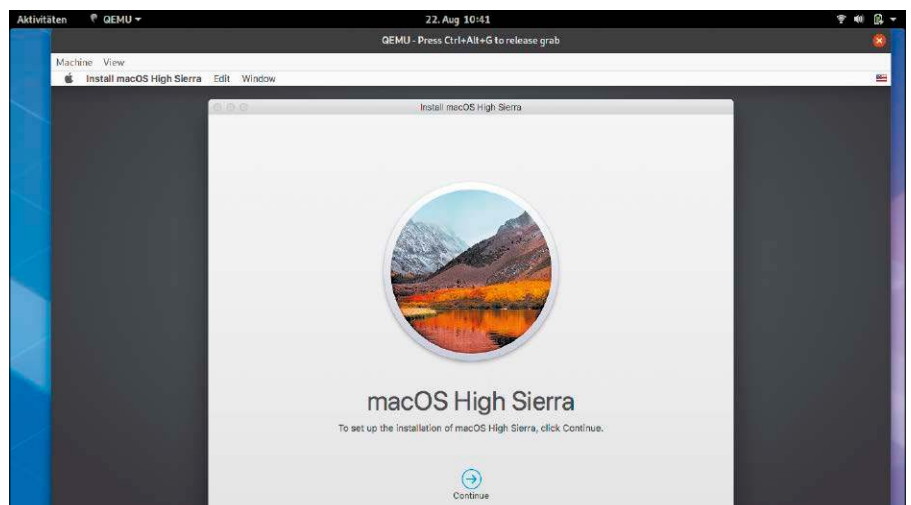 Aktivitäten QEMU 22. Aug 10:41
QEMU - Press Ctrl+Alt+G to release grab
Machine View
Install macOS High Sierra Edit Window
Install macOS High Sierra
macOS High Sierra
To set up the installation of macOS High Sierra, click Continue.
Continue